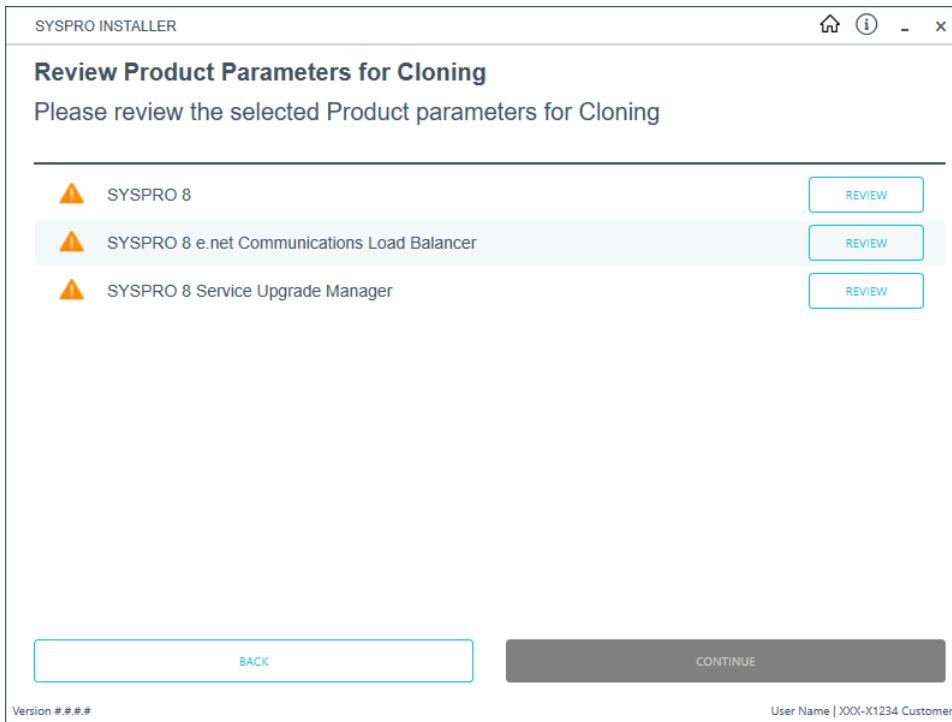 SYSPRO INSTALLER
Review Product Parameters for Cloning
Please review the selected Product parameters for Cloning
SYSPRO 8
REVIEW
SYSPRO 8 e.net Communications Load Balancer
REVIEW
SYSPRO 8 Service Upgrade Manager
REVIEW
BACK
CONTINUE
Version #.#.#.#
User Name | XXX-X1234 Customer